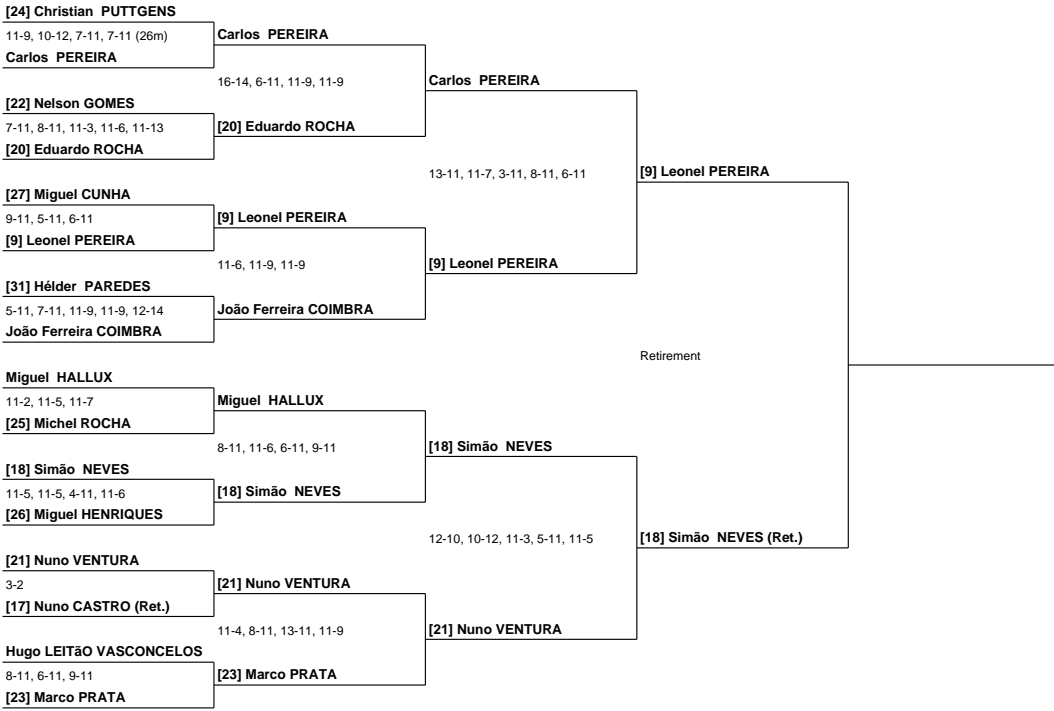 [24] Christian PUTTGENS
11-9, 10-12, 7-11, 7-11 (26m)
Carlos PEREIRA
[22] Nelson GOMES
7-11, 8-11, 11-3, 11-6, 11-13
[20] Eduardo ROCHA
[27] Miguel CUNHA
9-11, 5-11, 6-11
[9] Leonel PEREIRA
[31] Hélder PAREDES
5-11, 7-11, 11-9, 11-9, 12-14
João Ferreira COIMBRA
Miguel HALLUX
11-2, 11-5, 11-7
[25] Michel ROCHA
[18] Simão NEVES
11-5, 11-5, 4-11, 11-6
[26] Miguel HENRIQUES
[21] Nuno VENTURA
3-2
[17] Nuno CASTRO (Ret.)
Hugo LEITãO VASCONCELOS
8-11, 6-11, 9-11
[23] Marco PRATA
Carlos PEREIRA
16-14, 6-11, 11-9, 11-9
[20] Eduardo ROCHA
[9] Leonel PEREIRA
11-6, 11-9, 11-9
João Ferreira COIMBRA
Miguel HALLUX
8-11, 11-6, 6-11, 9-11
[18] Simão NEVES
[21] Nuno VENTURA
11-4, 8-11, 13-11, 11-9
[23] Marco PRATA
Carlos PEREIRA
13-11, 11-7, 3-11, 8-11, 6-11
[9] Leonel PEREIRA
[18] Simão NEVES
12-10, 10-12, 11-3, 5-11, 11-5
[21] Nuno VENTURA
[9] Leonel PEREIRA
Retirement
[18] Simão NEVES (Ret.)